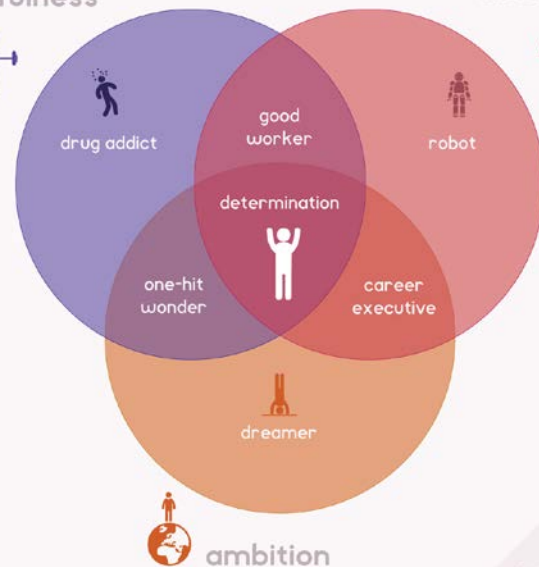 drug addict
good
worker
robot
determination
one-hit
wonder
career
executive
dreamer
ambition